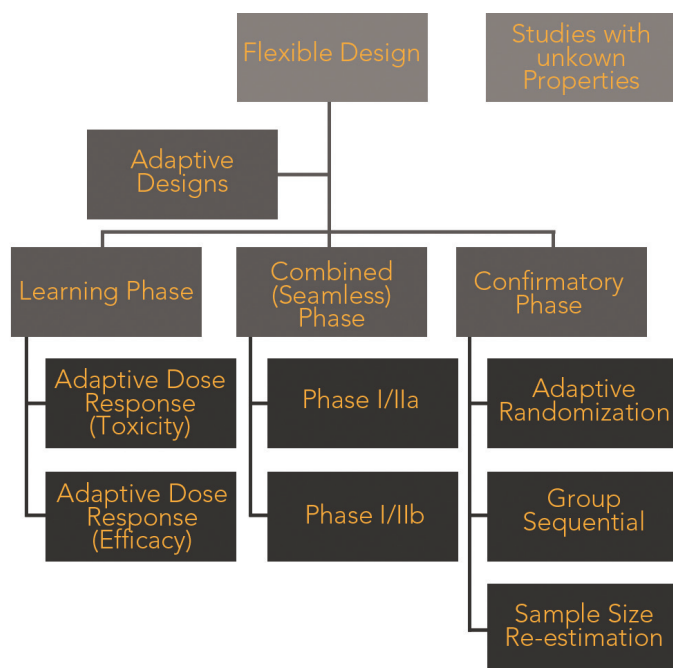 Flexible Design
Studies with
unkown
Properties
Adaptive
Designs
Learning Phase
Combined
(Seamless)
Phase
Confirmatory
Phase
Adaptive Dose
Response
(Toxicity)
Phase I/IIa
Adaptive
Randomization
Adaptive Dose
Response
(Efficacy)
Phase I/IIb
Group
Sequential
Sample Size
Re-estimation